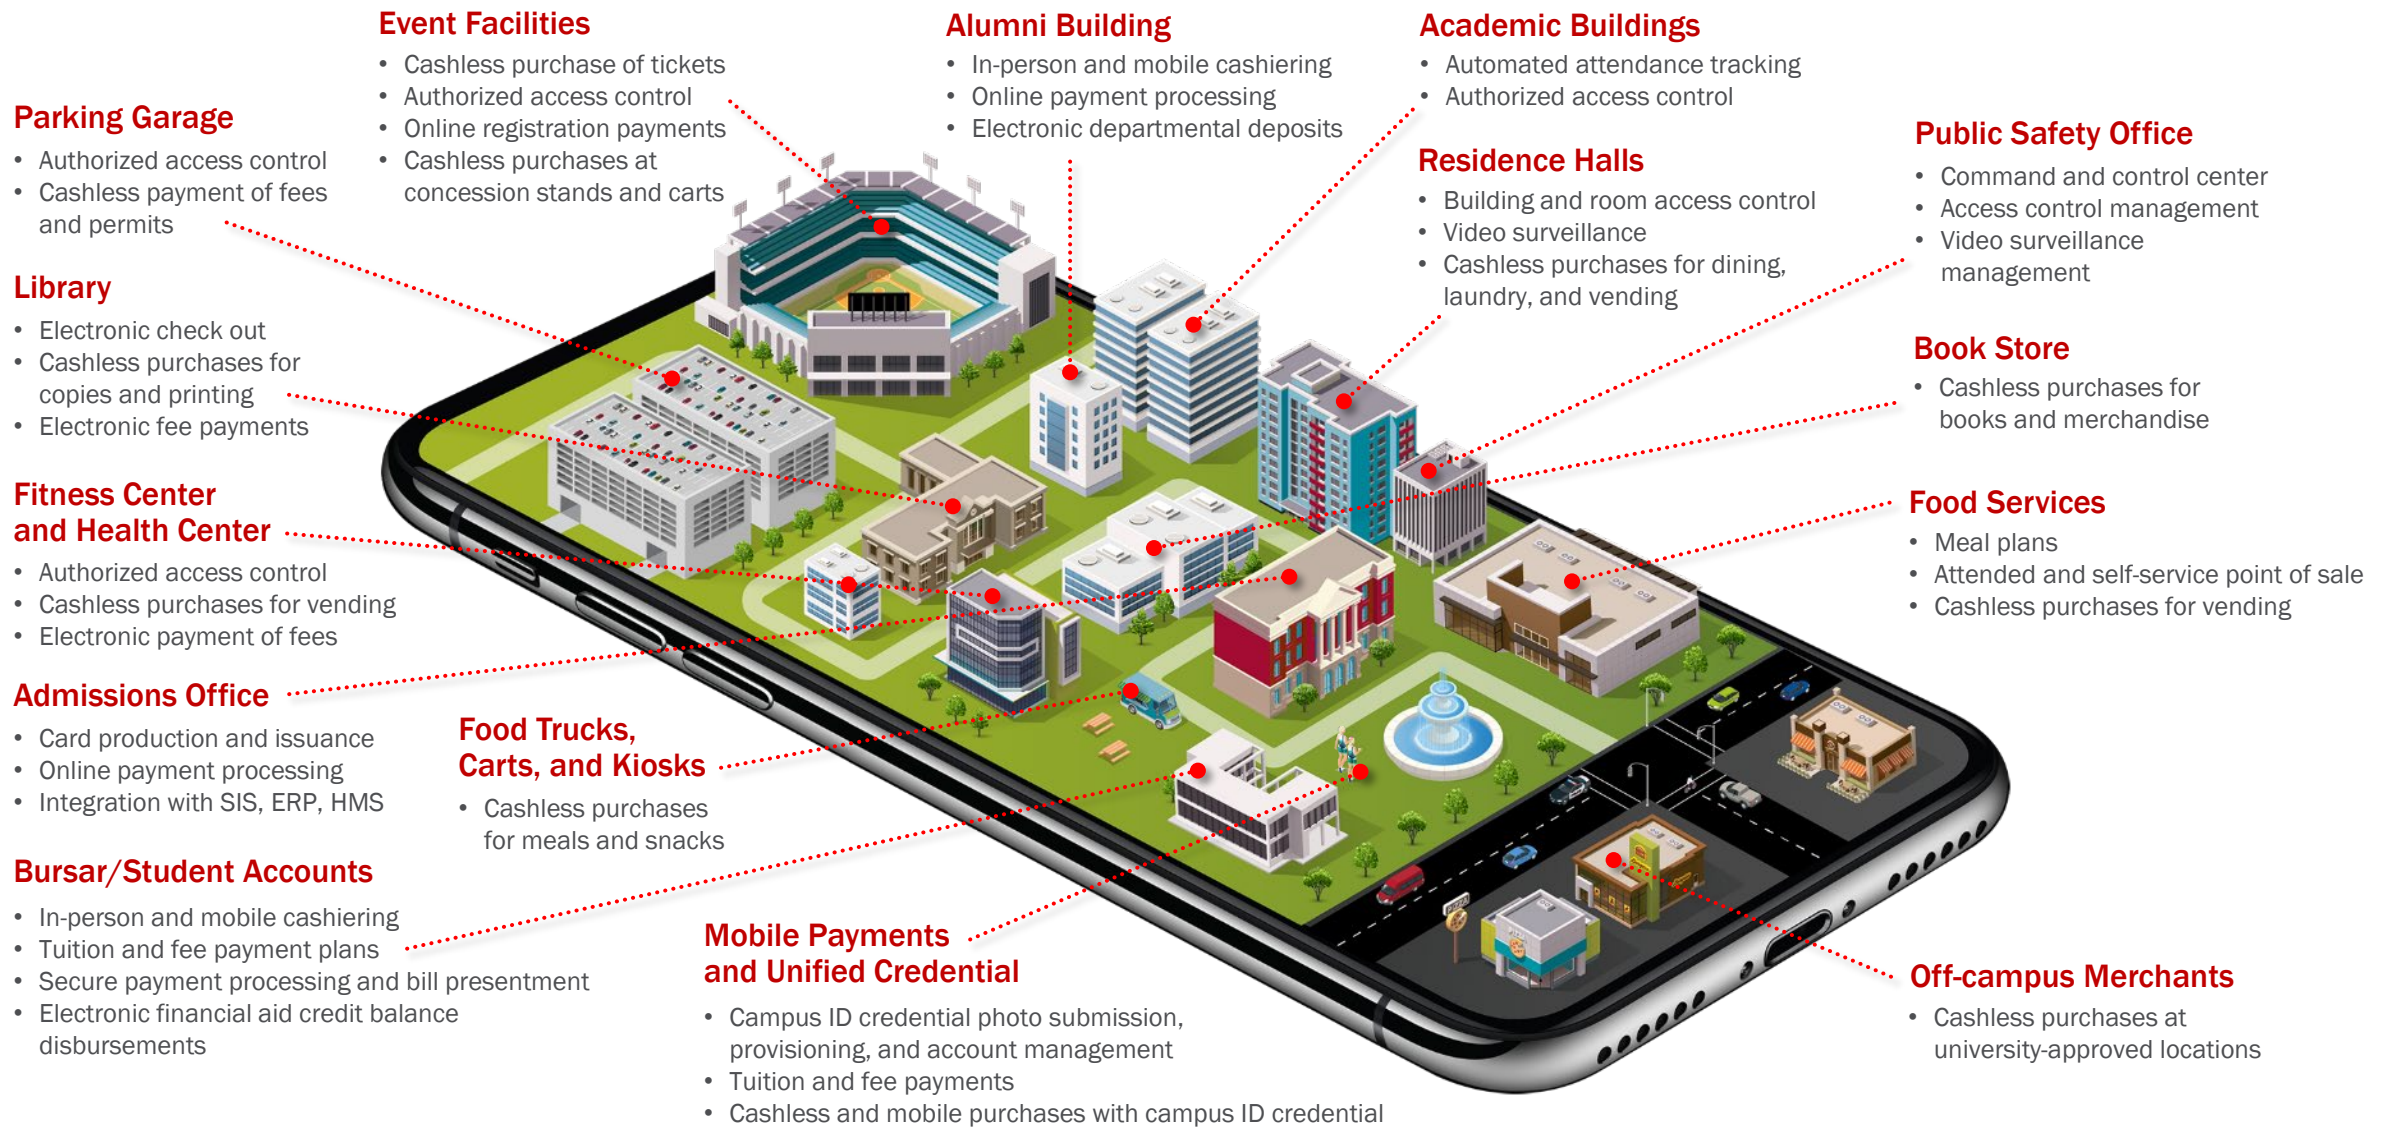 Event Facilities
• Cashless purchase of tickets
• Authorized access control
• Online registration payments
• Cashless purchases at
concession stands and carts
Alumni Building
• In-person and mobile cashiering
• Online payment processing
• Electronic departmental deposits
Academic Buildings
• Automated attendance tracking
• Authorized access control
Parking Garage
• Authorized access control
• Cashless payment of fees
and permits
Residence Halls
• Building and room access control
• Video surveillance
• Cashless purchases for dining,
laundry, and vending
Public Safety Office
• Command and control center
• Access control management
• Video surveillance
management
Library
• Electronic check out
• Cashless purchases for
copies and printing
• Electronic fee payments
Book Store
• Cashless purchases for
books and merchandise
Fitness Center
and Health Center
• Authorized access control
• Cashless purchases for vending
• Electronic payment of fees
Food Services
• Meal plans
• Attended and self-service point of sale
• Cashless purchases for vending
Admissions Office
• Card production and issuance
• Online payment processing
• Integration with SIS, ERP, HMS
Food Trucks,
Carts, and Kiosks
• Cashless purchases
for meals and snacks
Bursar/Student Accounts
• In-person and mobile cashiering
• Tuition and fee payment plans
• Secure payment processing and bill presentment
• Electronic financial aid credit balance
disbursements
PIZZA
Mobile Payments
and Unified Credential
• Campus ID credential photo submission,
provisioning, and account management
• Tuition and fee payments
• Cashless and mobile purchases with campus ID credential
Off-campus Merchants
• Cashless purchases at
university-approved locations